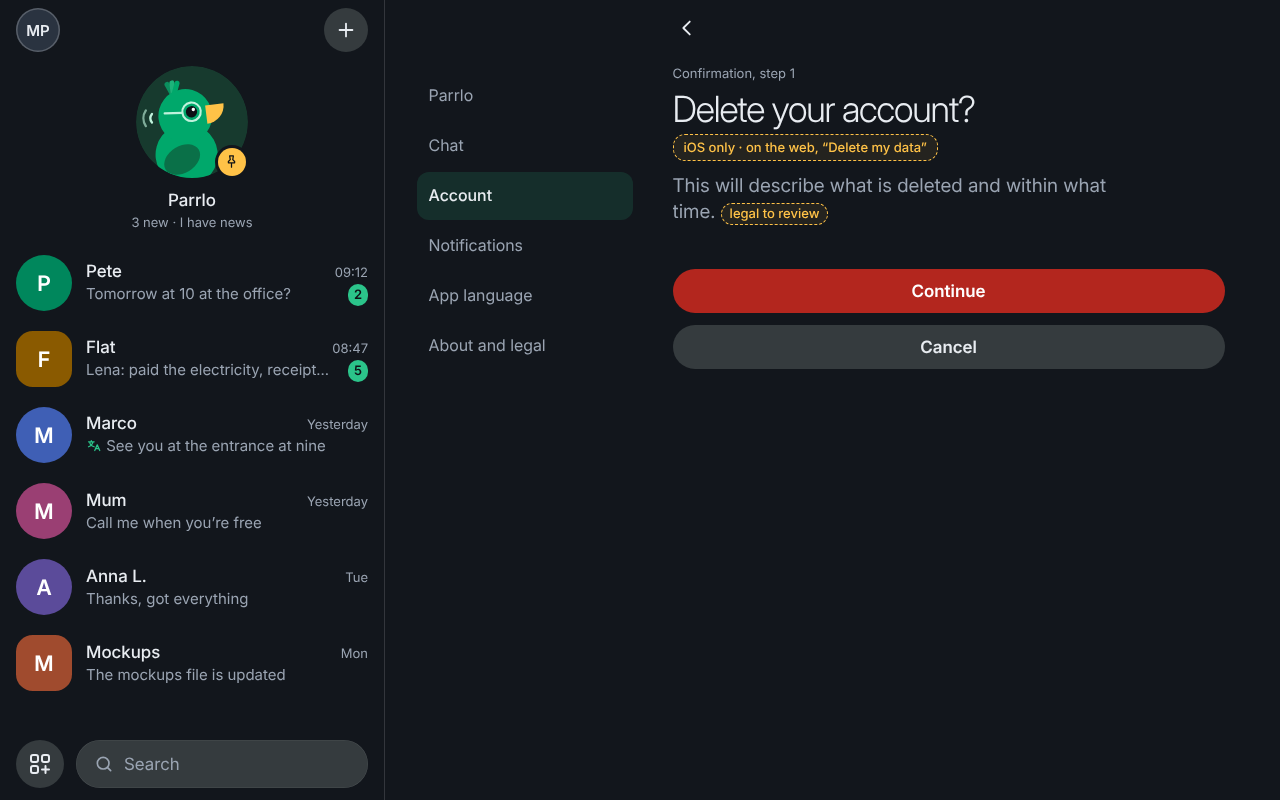 MP
Parrlo
3 new · I have news
P
Pete
09:12
Tomorrow at 10 at the office?
2
F
Flat
08:47
Lena: paid the electricity, receipt…
5
M
Marco
Yesterday
See you at the entrance at nine
M
Mum
Yesterday
Call me when you’re free
A
Anna L.
Tue
Thanks, got everything
M
Mockups
Mon
The mockups file is updated
Search
Parrlo
Chat
Account
Notifications
App language
About and legal
Confirmation, step 1
Delete your account?
iOS only · on the web, “Delete my data”
This will describe what is deleted and within what
time. legal to review
Continue
Cancel